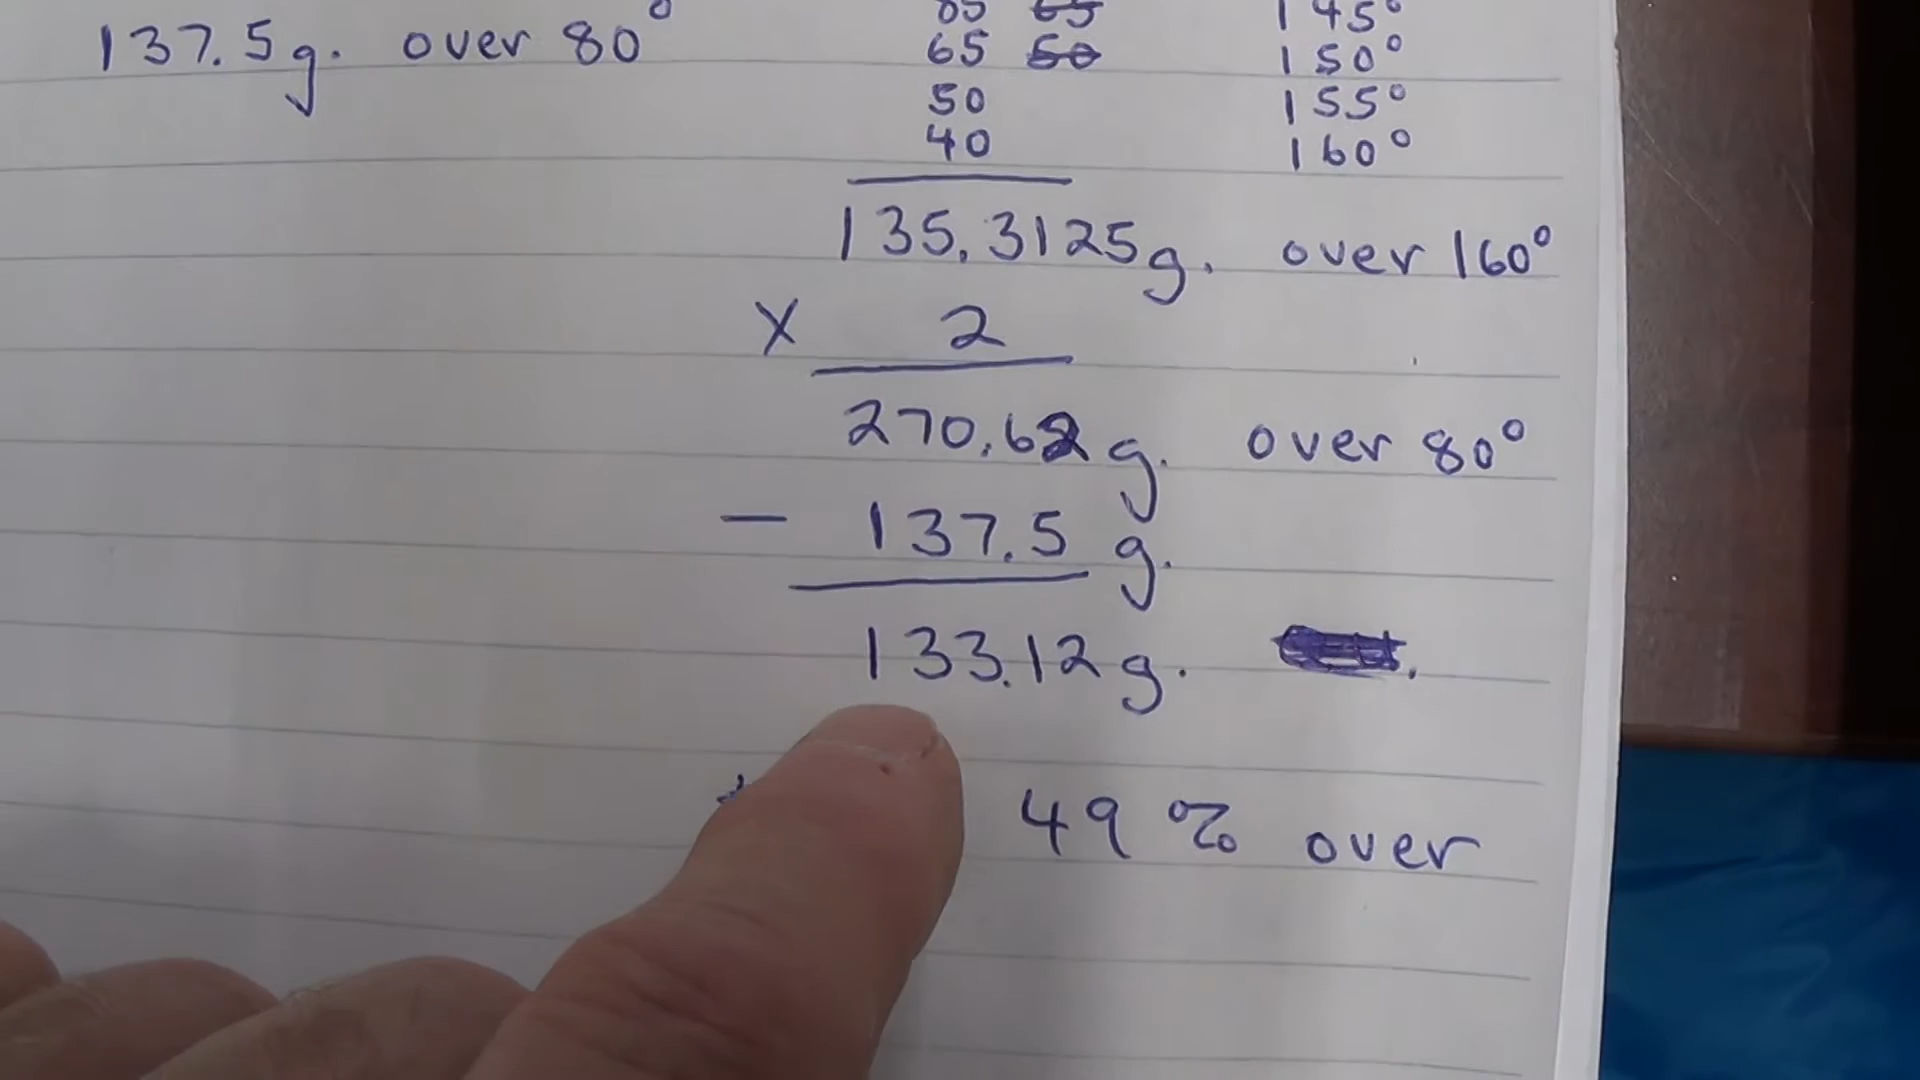 145°
137.5g. over 80°
65 50 150°
50 155°
40 160°
135.3125g. over 160°
X 2
270.62g. over 80°
— 137.5 g.
133.12g.
49 % over